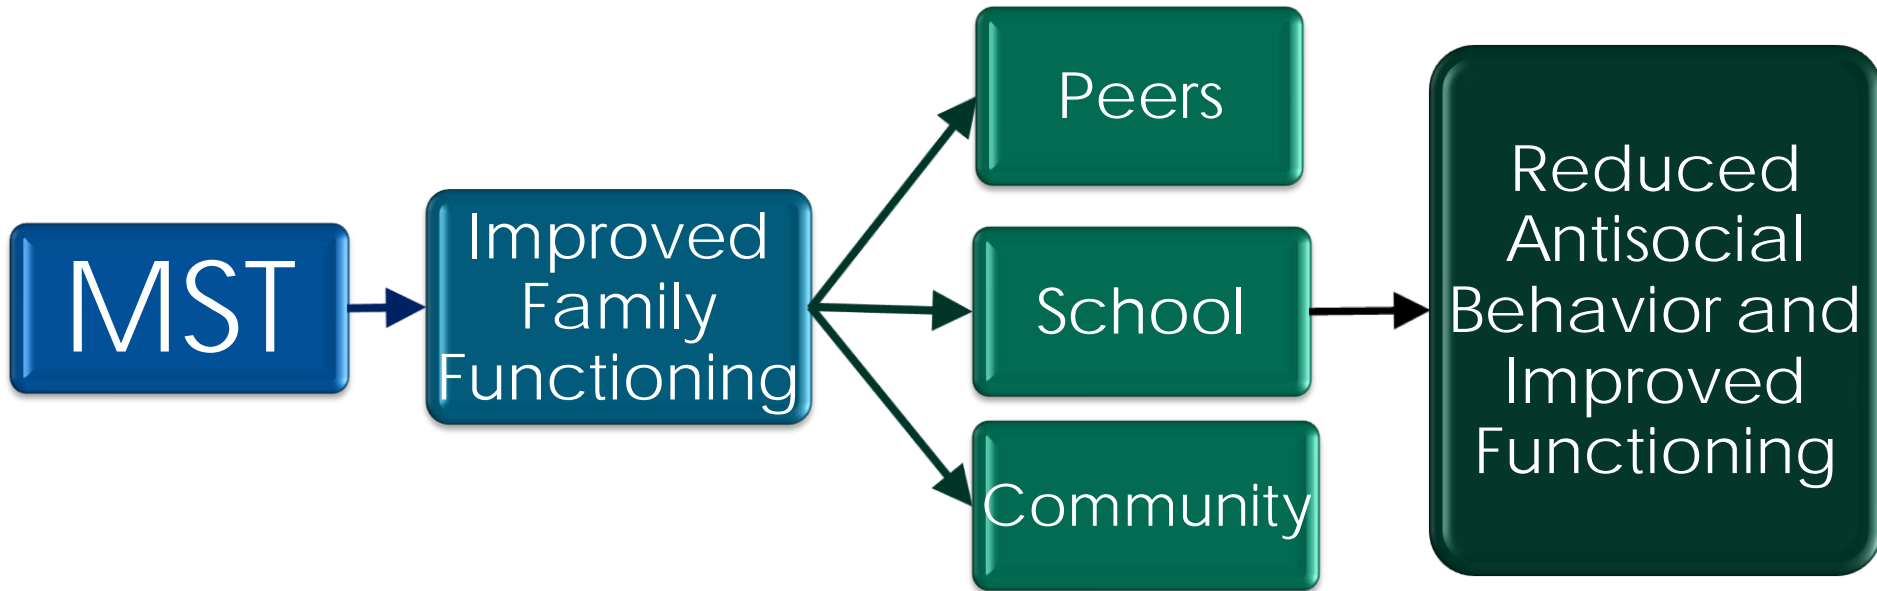 MST
Improved
Family
Functioning
Peers
School
Community
Reduced
Antisocial
Behavior and
Improved
Functioning